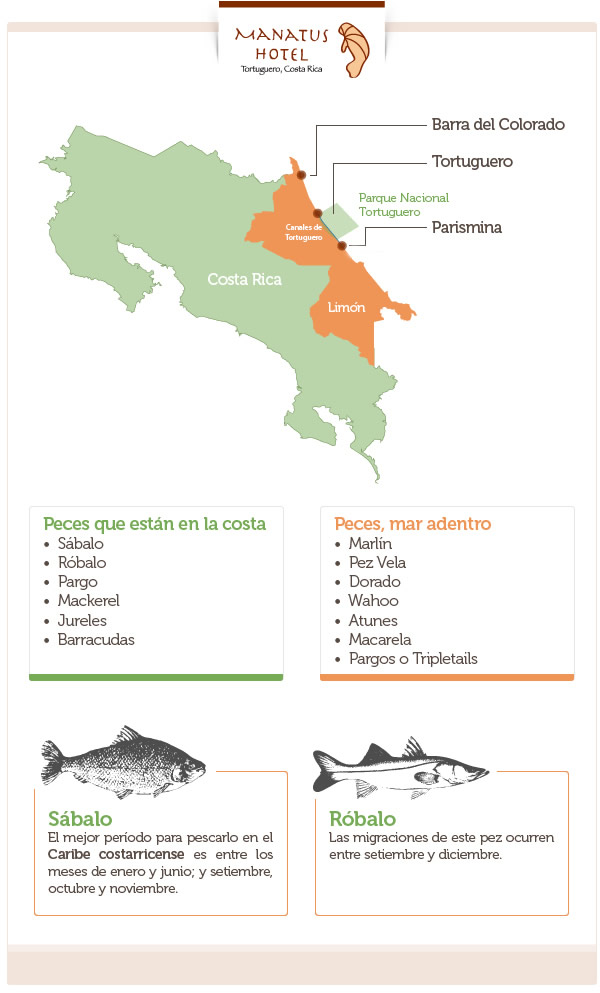 MANATUS
HOTEL
Tortuguero, Costa Rica
Barra del Colorado
Tortuguero
Parque Nacional
Tortuguero
Parismina
Canales de
Tortuguero
Costa Rica
Limón
Peces que están en la costa
• Sábalo
• Róbalo
• Pargo
• Mackerel
• Jureles
• Barracudas
Peces, mar adentro
• Marlín
• Pez Vela
• Dorado
• Wahoo
• Atunes
• Macarela
• Pargos o Tripletails
Sábalo
El mejor período para pescarlo en el
Caribe costarricense es entre los
meses de enero y junio; y setiembre,
octubre y noviembre.
Róbalo
Las migraciones de este pez ocurren
entre setiembre y diciembre.